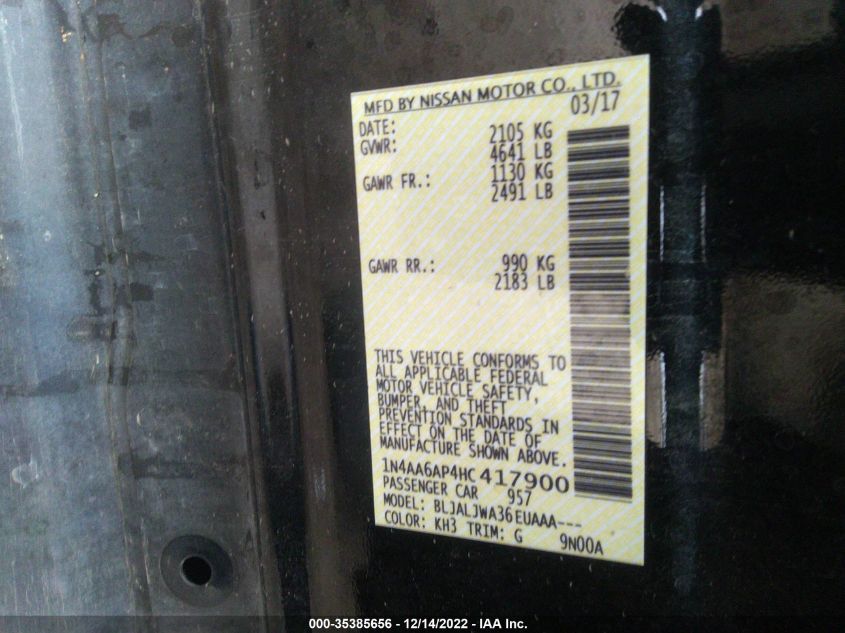 MFD BY NISSAN MOTOR CO., LTD.
DATE: 03/17
GVWR: 2105 KG
4641 LB
GAWR FR.: 1130 KG
2491 LB
GAWR RR.: 990 KG
2183 LB
THIS VEHICLE CONFORMS TO
ALL APPLICABLE FEDERAL
MOTOR VEHICLE SAFETY,
BUMPER, AND THEFT
PREVENTION STANDARDS IN
EFFECT ON THE DATE OF
MANUFACTURE SHOWN ABOVE.
1N4AA6AP4HC417900
PASSENGER CAR 957
MODEL: BLJALJWA36EUAAA---
COLOR: KH3 TRIM: G 9N00A
000-35385656 - 12/14/2022 - IAA Inc.